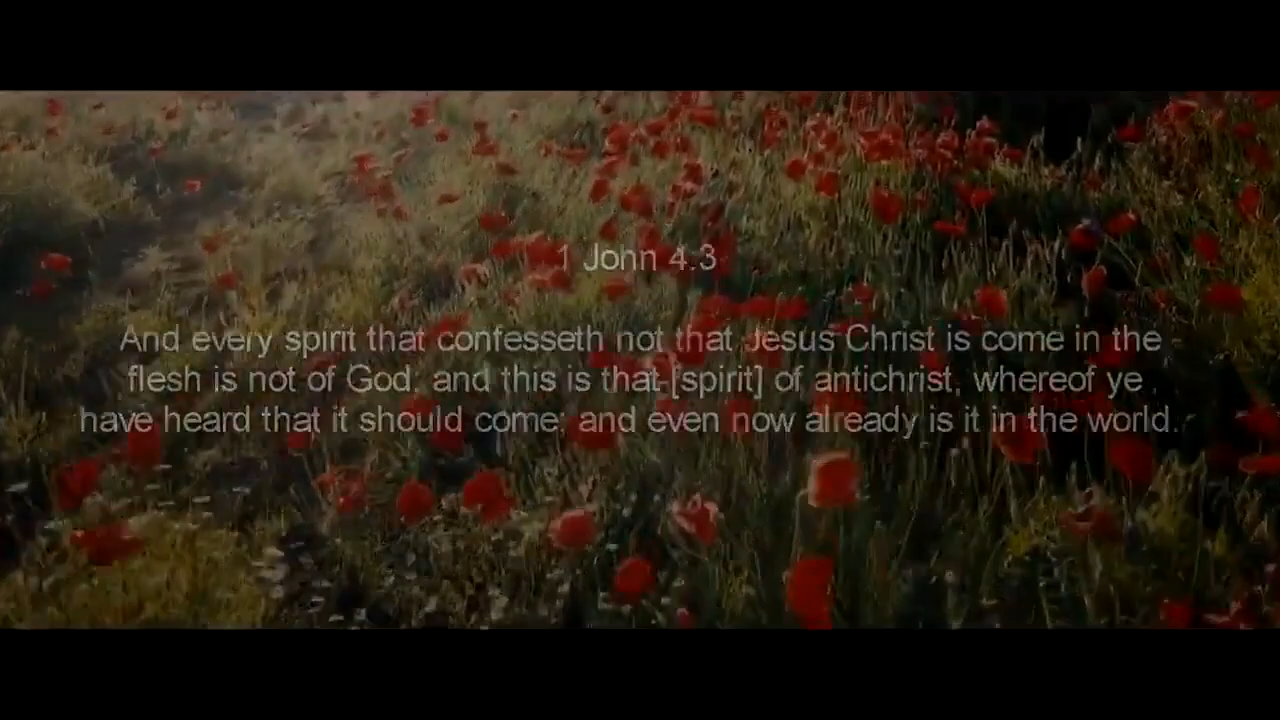 1 John 4.3
And every spirit that confesseth not that Jesus Christ is come in the
flesh is not of God: and this is that [spirit] of antichrist, whereof ye
have heard that it should come; and even now already is it in the world.